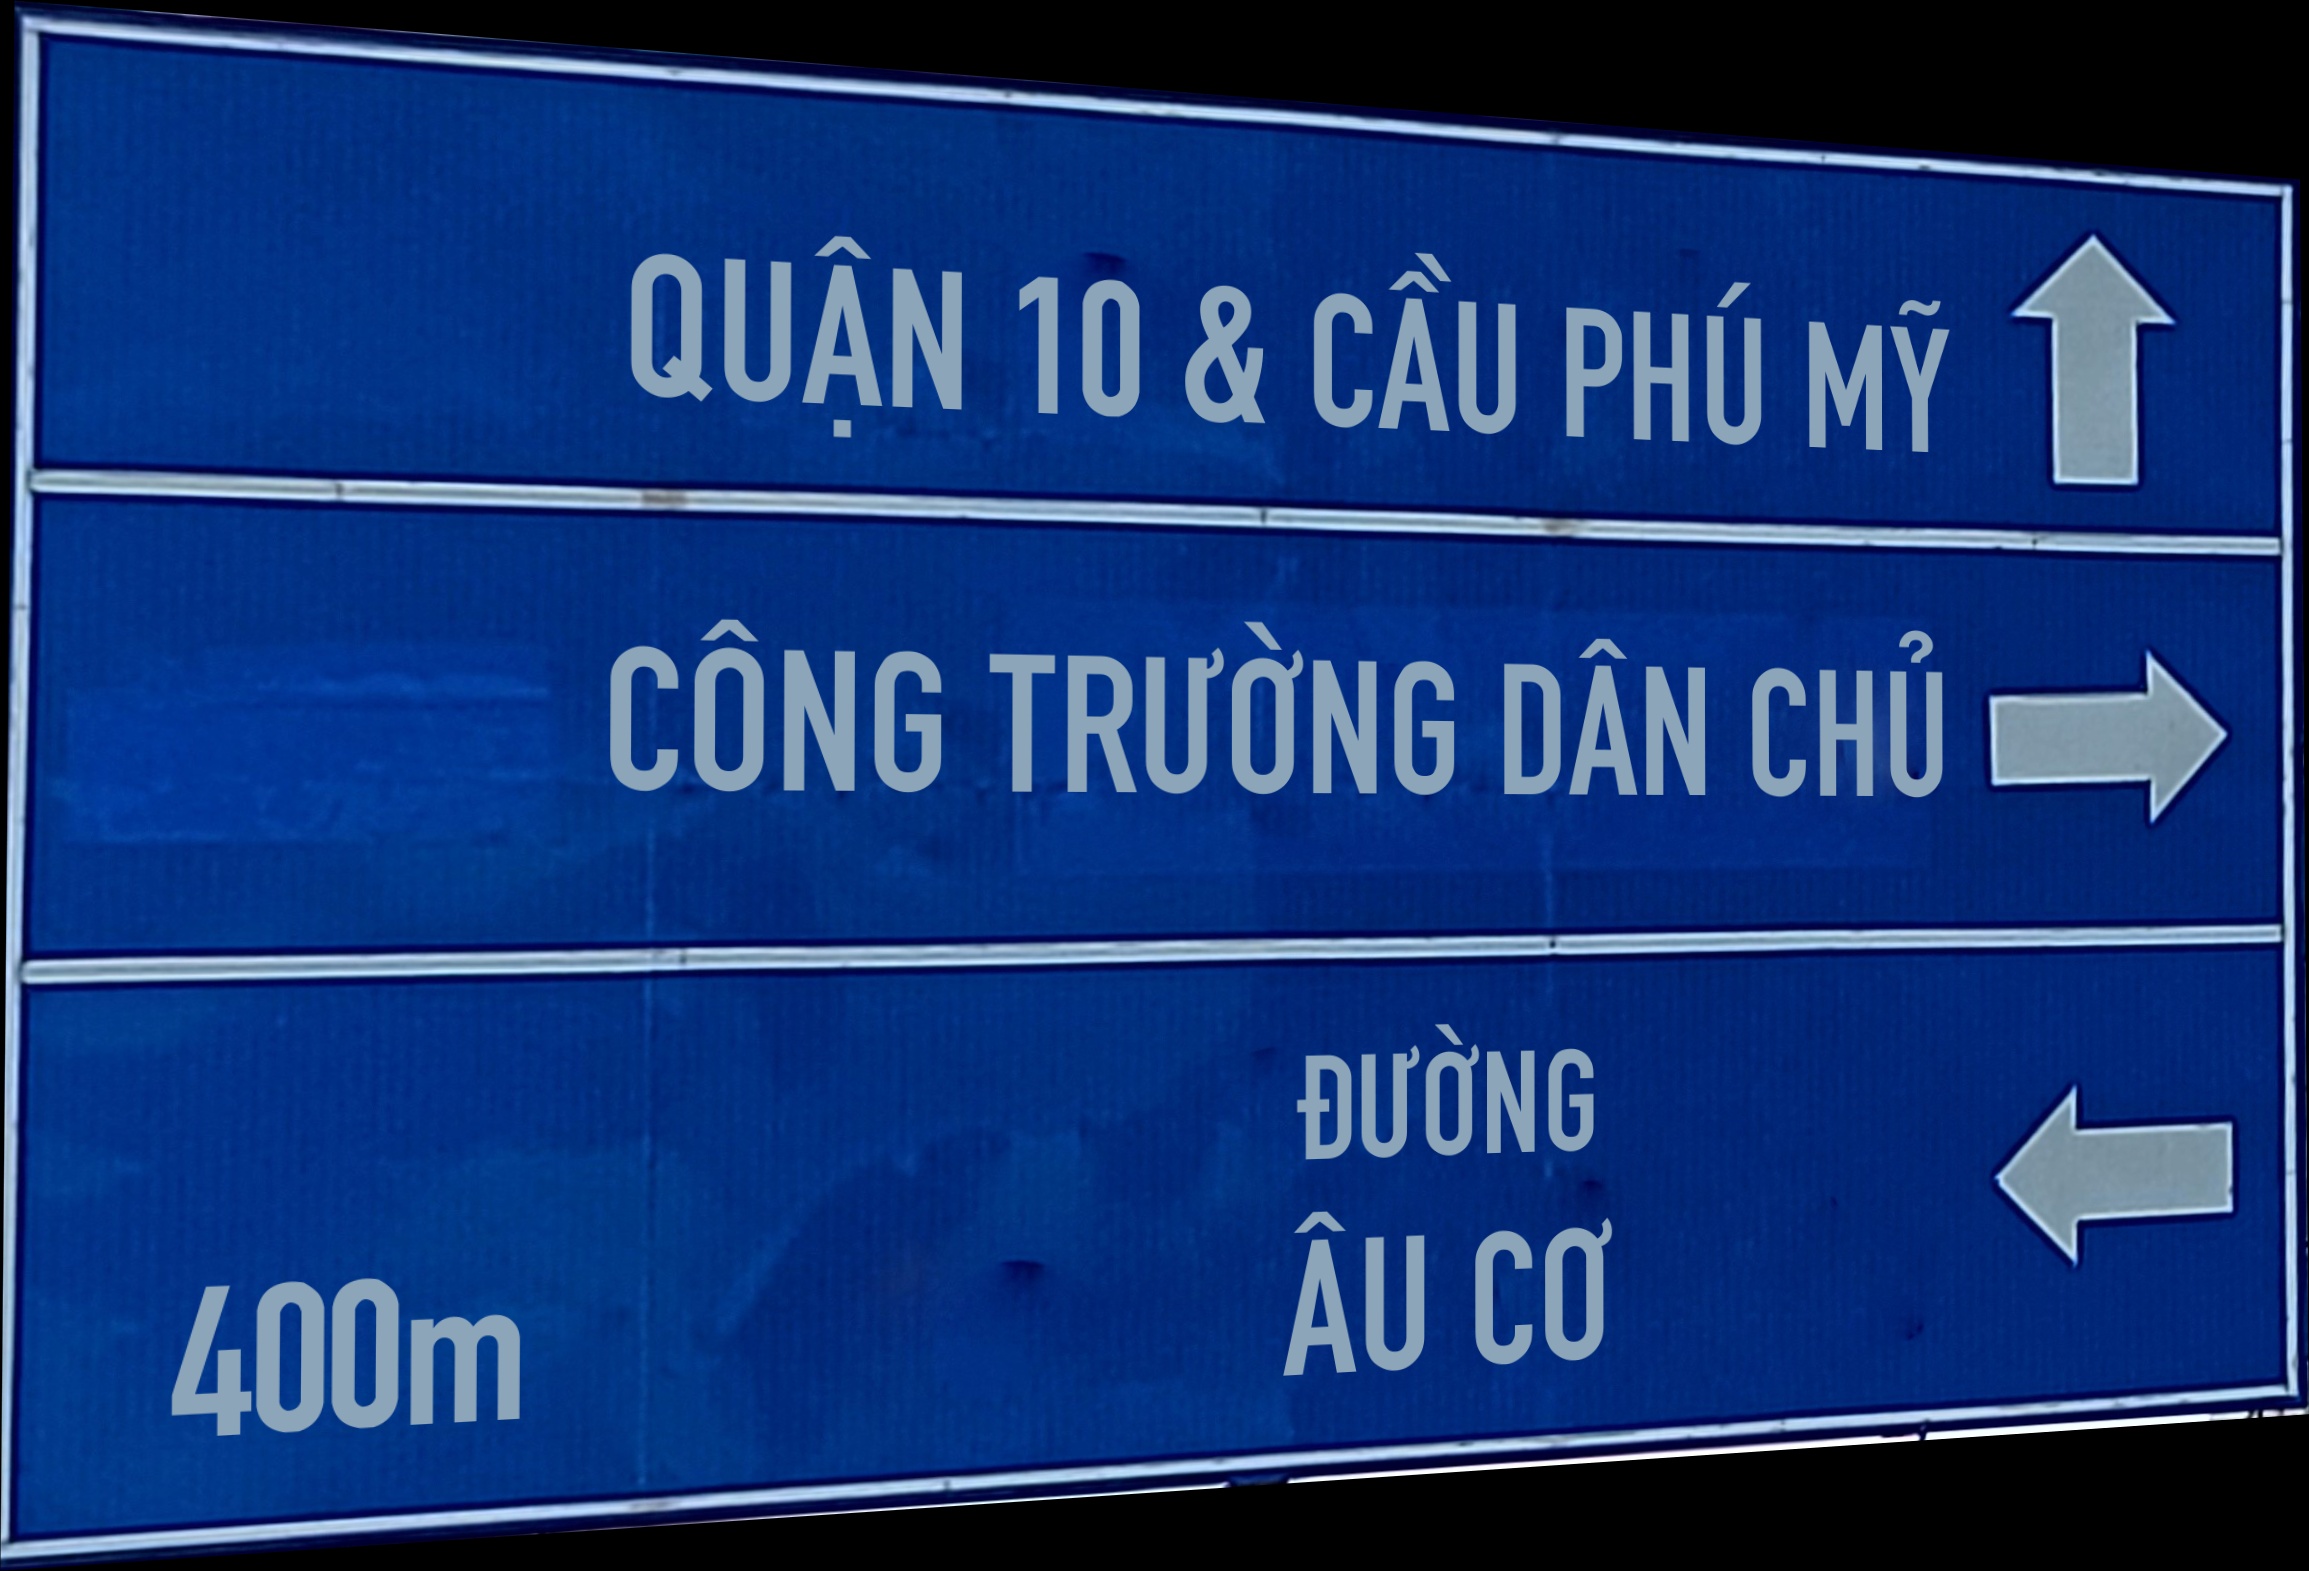 QUẬN 10 & CẦU PHÚ MỸ
CÔNG TRƯỜNG DÂN CHỦ
ĐƯỜNG
ÂU CƠ
400m